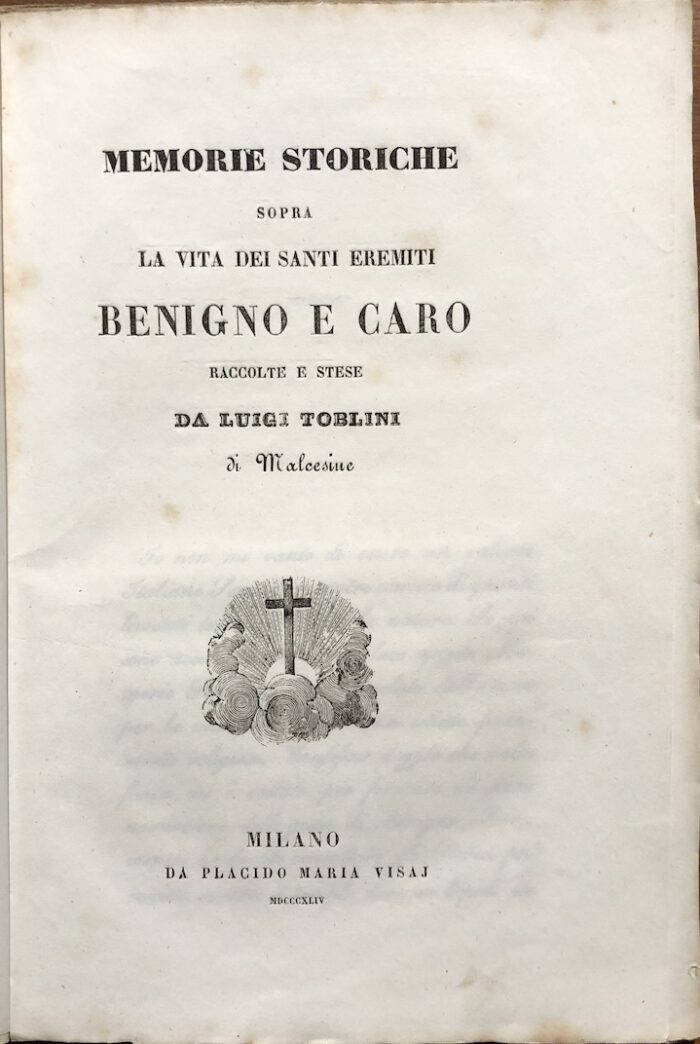 MEMORIE STORICHE
SOPRA
LA VITA DEI SANTI EREMITI
BENIGNO E CARO
RACCOLTE E STESE
DA LUIGI TOBLINI
di Malcesine
MILANO
DA PLACIDO MARIA VISAJ
MDCCCXLIV